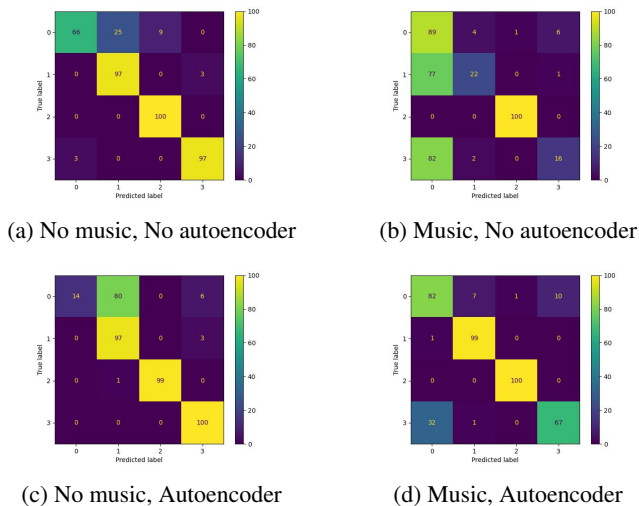 100
0 66 25 9 0
80
1 0 97 0 3
60
True label
40
2 0 0 100 0
20
3 3 0 0 97
0
0 1 2 3
Predicted label
(a) No music, No autoencoder
100
0 89 4 1 6
80
1 77 22 0 1
60
True label
40
2 0 0 100 0
20
3 82 2 0 16
0
0 1 2 3
Predicted label
(b) Music, No autoencoder
100
0 14 80 0 6
80
1 0 97 0 3
60
True label
40
2 0 1 99 0
20
3 0 0 0 100
0
0 1 2 3
Predicted label
(c) No music, Autoencoder
100
0 82 7 1 10
80
1 1 99 0 0
60
True label
40
2 0 0 100 0
20
3 32 1 0 67
0
0 1 2 3
Predicted label
(d) Music, Autoencoder